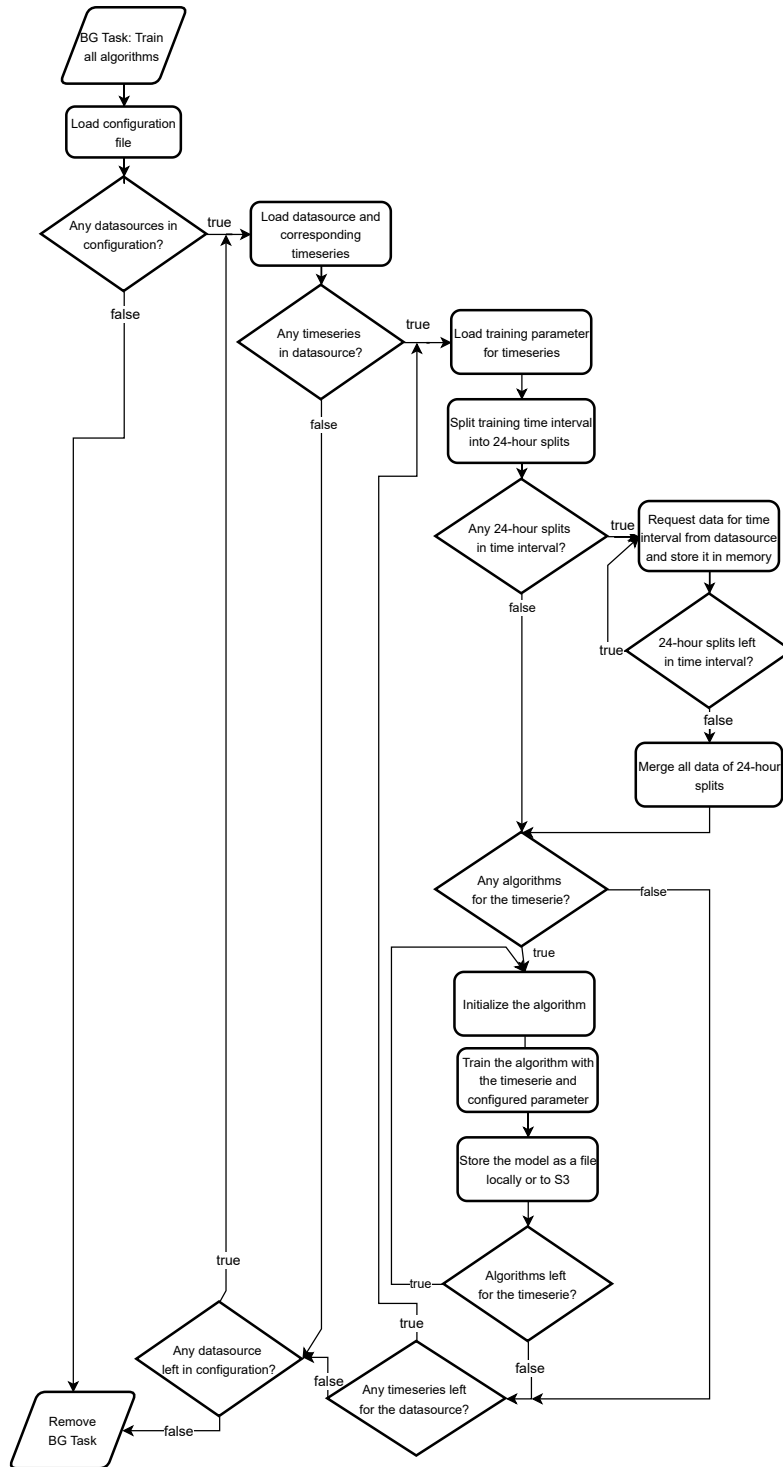 BG Task: Train
all algorithms
Load configuration
file
Any datasources in
configuration?
true
false
Load datasource and
corresponding
timeseries
Any timeseries
in datasource?
true
false
Load training parameter
for timeseries
Split training time interval
into 24-hour splits
Any 24-hour splits
in time interval?
true
false
Request data for time
interval from datasource
and store it in memory
24-hour splits left
in time interval?
true
false
Merge all data of 24-hour
splits
Any algorithms
for the timeserie?
false
true
Initialize the algorithm
Train the algorithm with
the timeserie and
configured parameter
Store the model as a file
locally or to S3
Algorithms left
for the timeserie?
true
false
Any timeseries left
for the datasource?
true
false
Any datasource
left in configuration?
true
false
Remove
BG Task